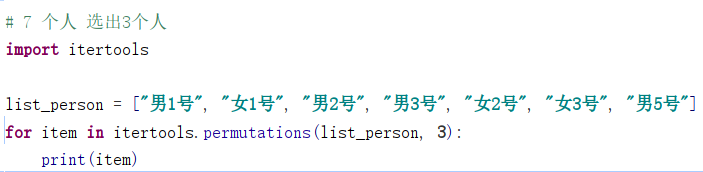 # 7 个人 选出3个人
import itertools
list_person = ["男1号", "女1号", "男2号", "男3号", "女2号", "女3号", "男5号"]
for item in itertools.permutations(list_person, 3):
    print(item)